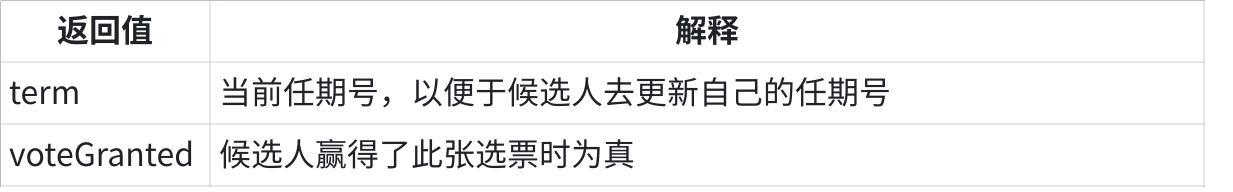 返回值 解释
term 当前任期号，以便于候选人去更新自己的任期号
voteGranted 候选人赢得了此张选票时为真